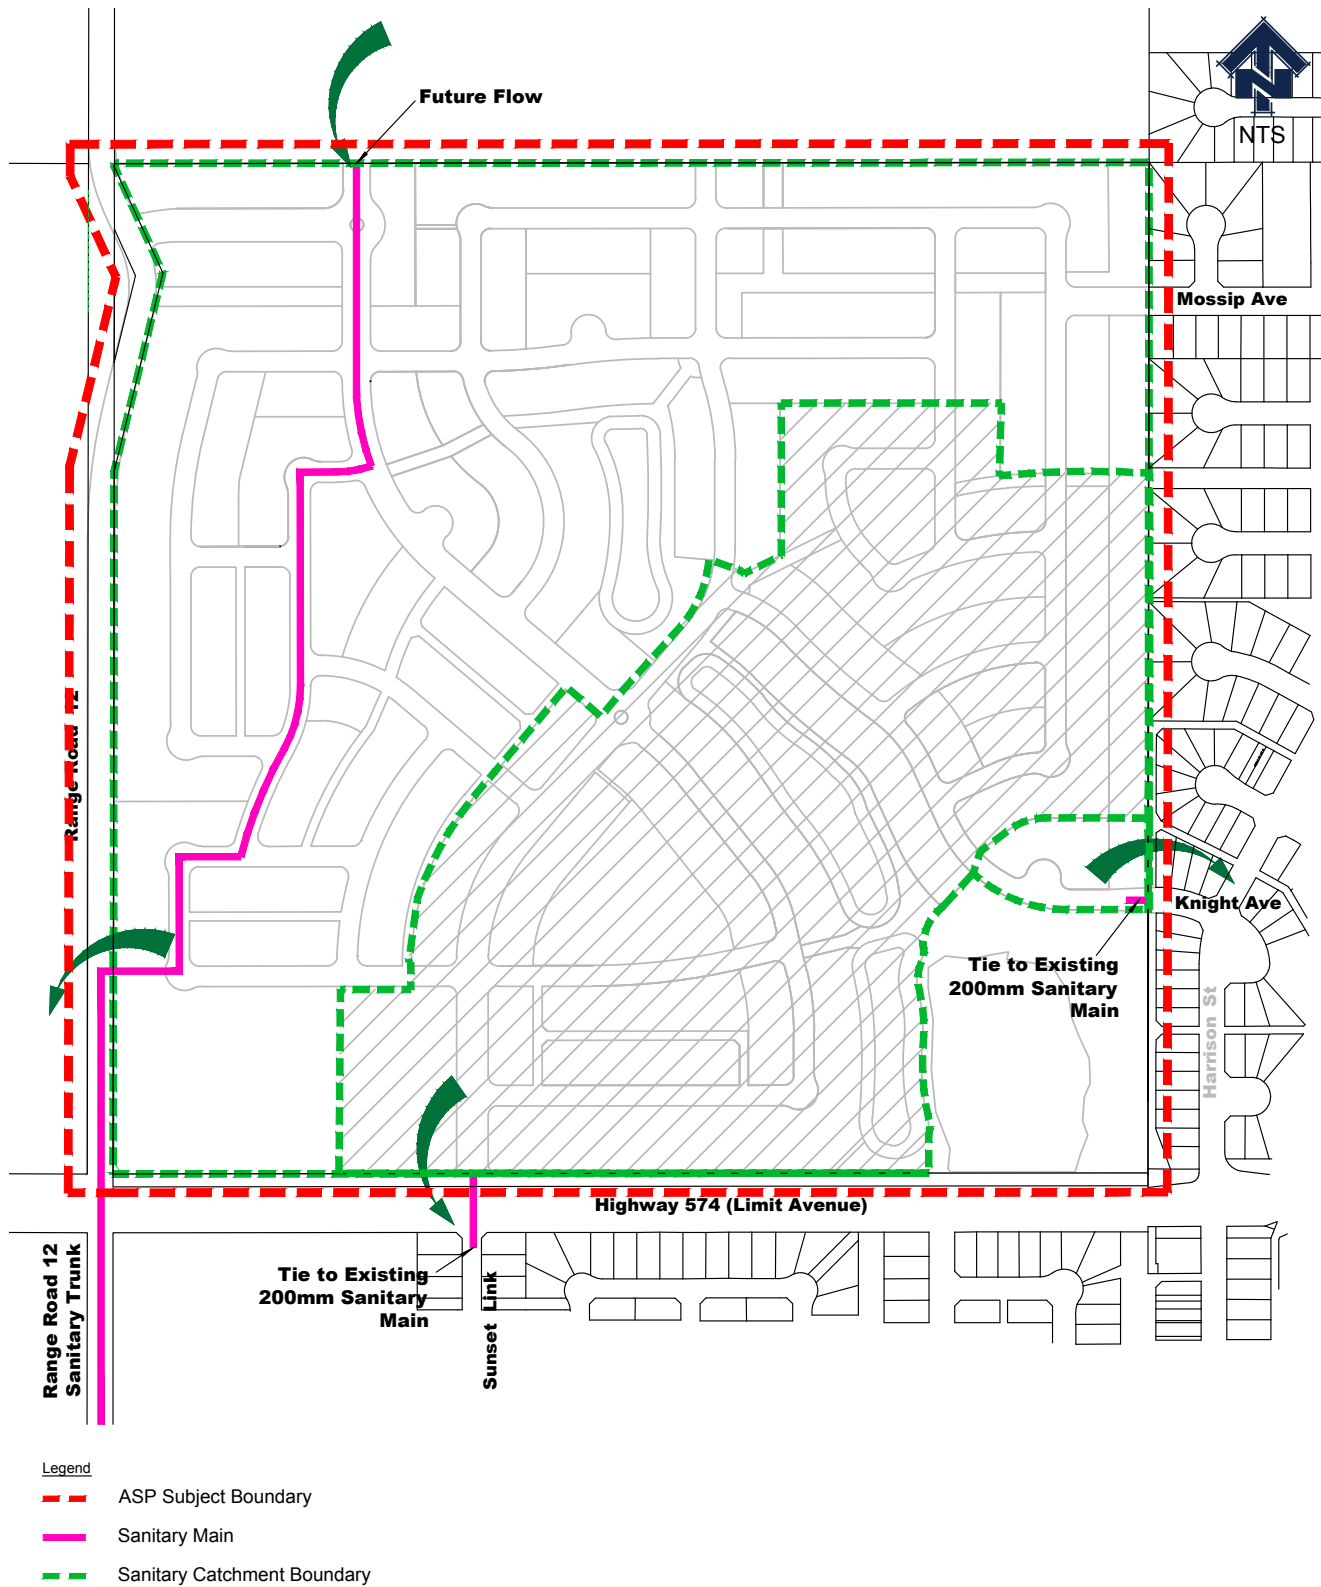 Future Flow
N
NTS
Mossip Ave
Range Road 12
Knight Ave
Tie to Existing
200mm Sanitary
Main
Harrison St
Highway 574 (Limit Avenue)
Tie to Existing
200mm Sanitary
Main
Sunset Link
Range Road 12
Sanitary Trunk
Legend
ASP Subject Boundary
Sanitary Main
Sanitary Catchment Boundary